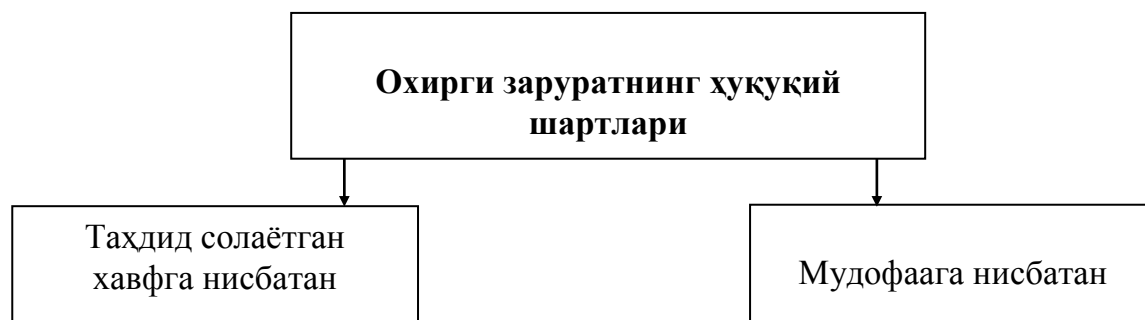 Охирги заруратнинг ҳуқуқий
шартлари
Таҳдид солаётган
хавфга нисбатан
Мудофаага нисбатан